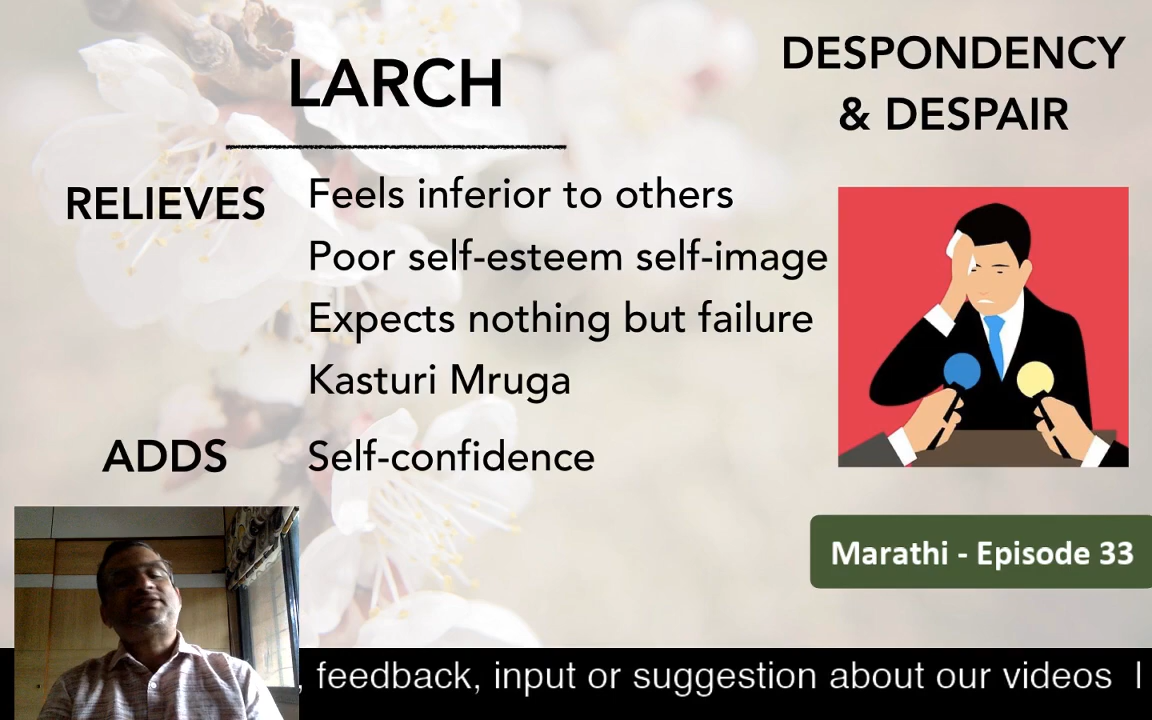 LARCH
DESPONDENCY
& DESPAIR
RELIEVES
Feels inferior to others
Poor self-esteem self-image
Expects nothing but failure
Kasturi Mruga
ADDS
Self-confidence
Marathi - Episode 33
, feedback, input or suggestion about our videos